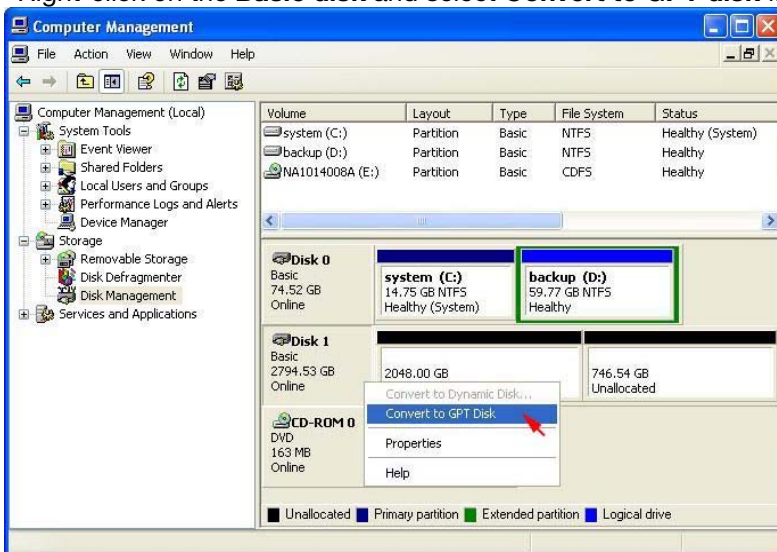 Right-click on the Basic disk and select Convert to GPT disk
Computer Management
File Action View Window Help
Computer Management (Local)
System Tools
Event Viewer
Shared Folders
Local Users and Groups
Performance Logs and Alerts
Device Manager
Storage
Removable Storage
Disk Defragmenter
Disk Management
Services and Applications
Volume Layout Type File System Status
system (C:) Partition Basic NTFS Healthy (System)
backup (D:) Partition Basic NTFS Healthy
NA1014008A (E:) Partition Basic CDFS Healthy
Disk 0
Basic
74.52 GB
Online
system (C:)
14.75 GB NTFS
Healthy (System)
backup (D:)
59.77 GB NTFS
Healthy
Disk 1
Basic
2794.53 GB
Online
2048.00 GB
746.54 GB
Unallocated
Convert to Dynamic Disk...
Convert to GPT Disk
Properties
Help
CD-ROM 0
DVD
163 MB
Online
Unallocated Primary partition Extended partition Logical drive